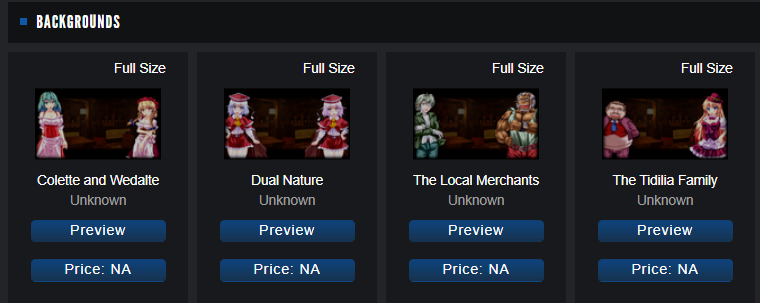 BACKGROUNDS
Full Size
Colette and Wedalte
Unknown
Preview
Price: NA
Full Size
Dual Nature
Unknown
Preview
Price: NA
Full Size
The Local Merchants
Unknown
Preview
Price: NA
Full Size
The Tidilia Family
Unknown
Preview
Price: NA